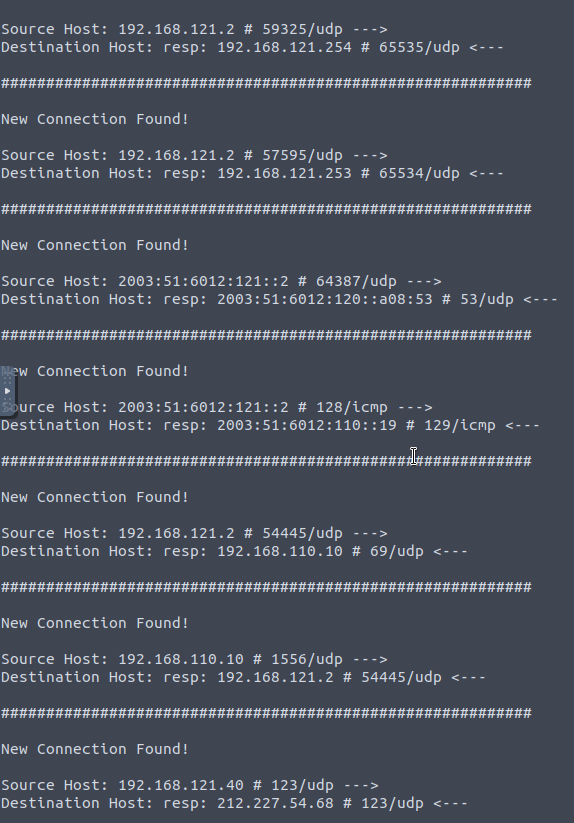 Source Host: 192.168.121.2 # 59325/udp --->
Destination Host: resp: 192.168.121.254 # 65535/udp <---
###########################################################
New Connection Found!
Source Host: 192.168.121.2 # 57595/udp --->
Destination Host: resp: 192.168.121.253 # 65534/udp <---
###########################################################
New Connection Found!
Source Host: 2003:51:6012:121::2 # 64387/udp --->
Destination Host: resp: 2003:51:6012:120::a08:53 # 53/udp <---
###########################################################
New Connection Found!
Source Host: 2003:51:6012:121::2 # 128/icmp --->
Destination Host: resp: 2003:51:6012:110::19 # 129/icmp <---
###########################################################
New Connection Found!
Source Host: 192.168.121.2 # 54445/udp --->
Destination Host: resp: 192.168.110.10 # 69/udp <---
###########################################################
New Connection Found!
Source Host: 192.168.110.10 # 1556/udp --->
Destination Host: resp: 192.168.121.2 # 54445/udp <---
###########################################################
New Connection Found!
Source Host: 192.168.121.40 # 123/udp --->
Destination Host: resp: 212.227.54.68 # 123/udp <---